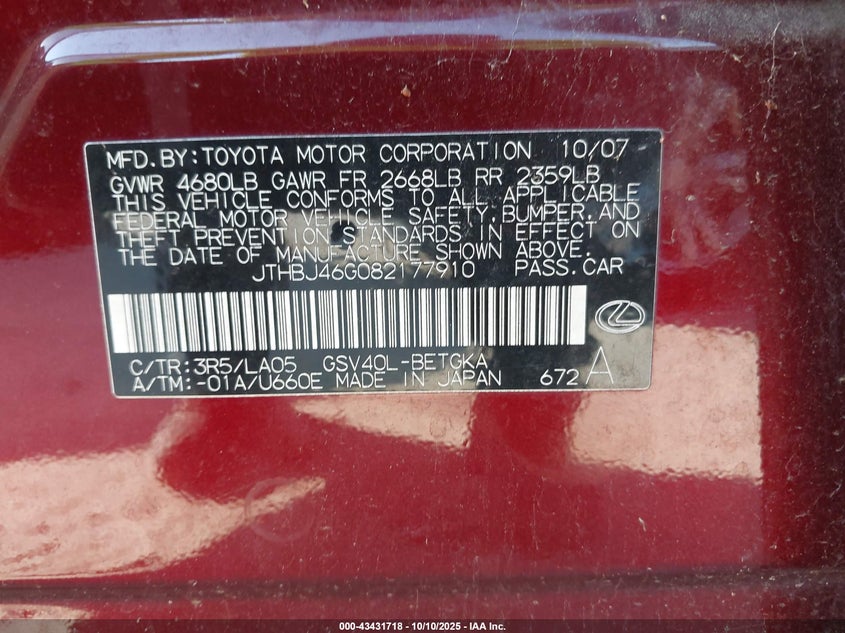 MFD.BY:TOYOTA MOTOR CORPORATION 10/07
GVWR 4680LB GAWR FR 2668LB RR 2359LB
THIS VEHICLE CONFORMS TO ALL APPLICABLE
FEDERAL MOTOR VEHICLE SAFETY,BUMPER,AND
THEFT PREVENTION STANDARDS IN EFFECT ON
THE DATE OF MANUFACTURE SHOWN ABOVE.
JTHBJ46G082177910 PASS.CAR
C/TR:3R5/LA05 GSV40L-BETGKA
A/TM:-01A/U660E MADE IN JAPAN 672 A
000-43431718 - 10/10/2025 - IAA Inc.